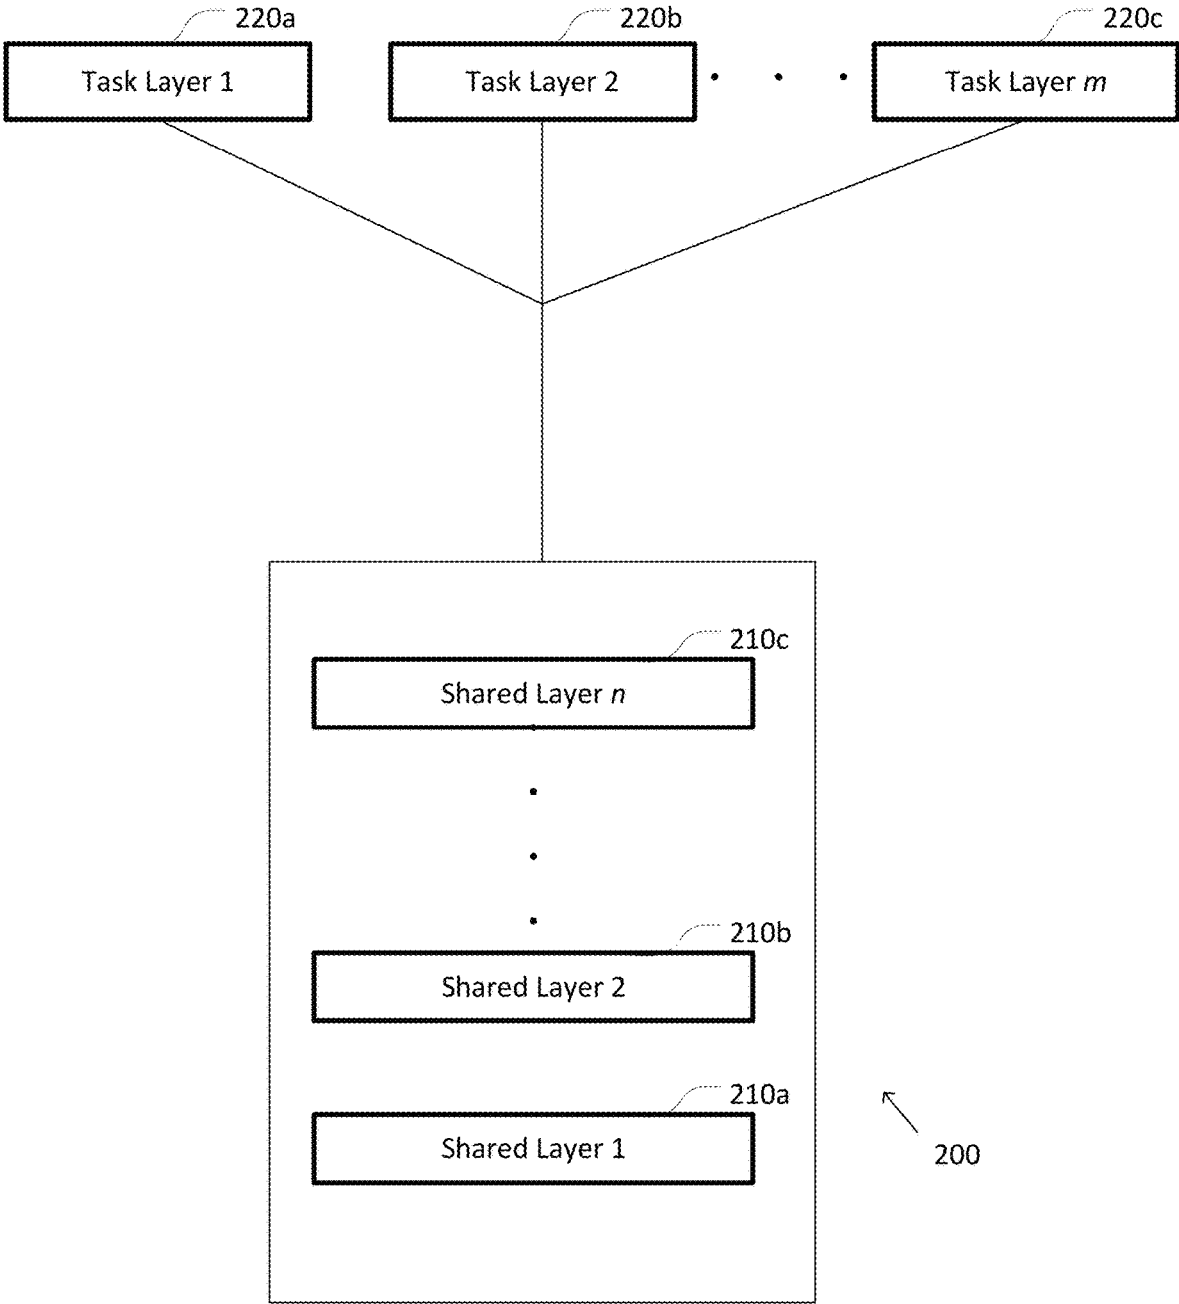 220a
220b
220c
Task Layer 1
Task Layer 2
Task Layer m
210c
Shared Layer n
210b
Shared Layer 2
210a
Shared Layer 1
200